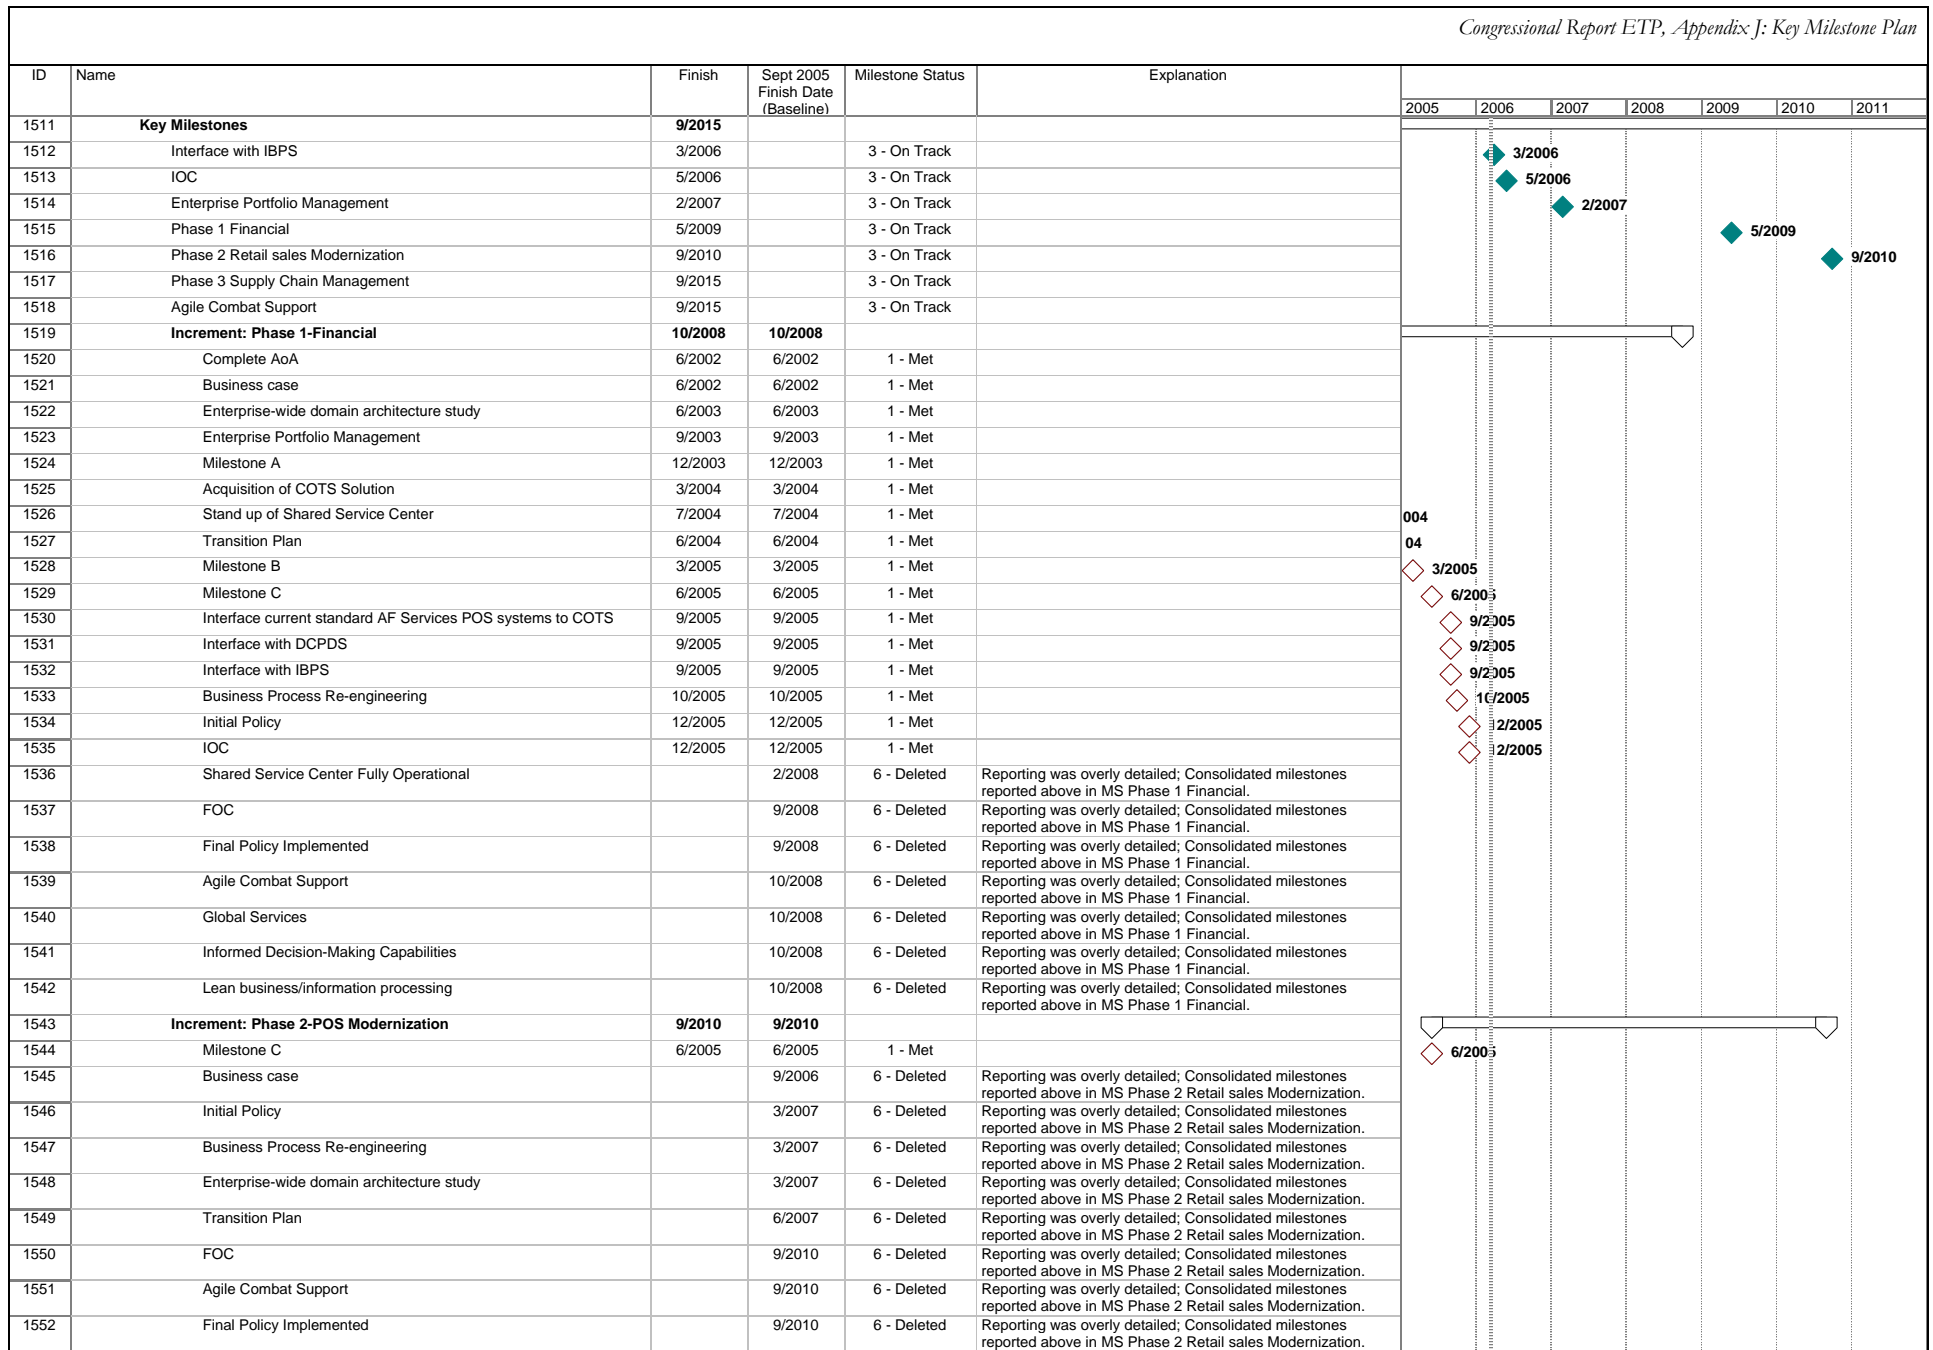 Congressional Report ETP, Appendix J: Key Milestone Plan
ID Name Finish Sept 2005 Milestone Status Explanation
Finish Date
(Baseline)
2005 2006 2007 2008 2009 2010 2011
1511 Key Milestones 9/2015
1512 Interface with IBPS 3/2006 3 - On Track 3/2006
1513 IOC 5/2006 3 - On Track 5/2006
1514 Enterprise Portfolio Management 2/2007 3 - On Track 2/2007
1515 Phase 1 Financial 5/2009 3 - On Track 5/2009
1516 Phase 2 Retail sales Modernization 9/2010 3 - On Track 9/2010
1517 Phase 3 Supply Chain Management 9/2015 3 - On Track
1518 Agile Combat Support 9/2015 3 - On Track
1519 Increment: Phase 1-Financial 10/2008 10/2008
1520 Complete AoA 6/2002 6/2002 1 - Met
1521 Business case 6/2002 6/2002 1 - Met
1522 Enterprise-wide domain architecture study 6/2003 6/2003 1 - Met
1523 Enterprise Portfolio Management 9/2003 9/2003 1 - Met
1524 Milestone A 12/2003 12/2003 1 - Met
1525 Acquisition of COTS Solution 3/2004 3/2004 1 - Met
1526 Stand up of Shared Service Center 7/2004 7/2004 1 - Met 004
1527 Transition Plan 6/2004 6/2004 1 - Met 04
1528 Milestone B 3/2005 3/2005 1 - Met 3/2005
1529 Milestone C 6/2005 6/2005 1 - Met 6/2005
1530 Interface current standard AF Services POS systems to COTS 9/2005 9/2005 1 - Met 9/2005
1531 Interface with DCPDS 9/2005 9/2005 1 - Met 9/2005
1532 Interface with IBPS 9/2005 9/2005 1 - Met 9/2005
1533 Business Process Re-engineering 10/2005 10/2005 1 - Met 10/2005
1534 Initial Policy 12/2005 12/2005 1 - Met 12/2005
1535 IOC 12/2005 12/2005 1 - Met 12/2005
1536 Shared Service Center Fully Operational 2/2008 6 - Deleted Reporting was overly detailed; Consolidated milestones
reported above in MS Phase 1 Financial.
1537 FOC 9/2008 6 - Deleted Reporting was overly detailed; Consolidated milestones
reported above in MS Phase 1 Financial.
1538 Final Policy Implemented 9/2008 6 - Deleted Reporting was overly detailed; Consolidated milestones
reported above in MS Phase 1 Financial.
1539 Agile Combat Support 10/2008 6 - Deleted Reporting was overly detailed; Consolidated milestones
reported above in MS Phase 1 Financial.
1540 Global Services 10/2008 6 - Deleted Reporting was overly detailed; Consolidated milestones
reported above in MS Phase 1 Financial.
1541 Informed Decision-Making Capabilities 10/2008 6 - Deleted Reporting was overly detailed; Consolidated milestones
reported above in MS Phase 1 Financial.
1542 Lean business/information processing 10/2008 6 - Deleted Reporting was overly detailed; Consolidated milestones
reported above in MS Phase 1 Financial.
1543 Increment: Phase 2-POS Modernization 9/2010 9/2010
1544 Milestone C 6/2005 6/2005 1 - Met 6/2005
1545 Business case 9/2006 6 - Deleted Reporting was overly detailed; Consolidated milestones
reported above in MS Phase 2 Retail sales Modernization.
1546 Initial Policy 3/2007 6 - Deleted Reporting was overly detailed; Consolidated milestones
reported above in MS Phase 2 Retail sales Modernization.
1547 Business Process Re-engineering 3/2007 6 - Deleted Reporting was overly detailed; Consolidated milestones
reported above in MS Phase 2 Retail sales Modernization.
1548 Enterprise-wide domain architecture study 3/2007 6 - Deleted Reporting was overly detailed; Consolidated milestones
reported above in MS Phase 2 Retail sales Modernization.
1549 Transition Plan 6/2007 6 - Deleted Reporting was overly detailed; Consolidated milestones
reported above in MS Phase 2 Retail sales Modernization.
1550 FOC 9/2010 6 - Deleted Reporting was overly detailed; Consolidated milestones
reported above in MS Phase 2 Retail sales Modernization.
1551 Agile Combat Support 9/2010 6 - Deleted Reporting was overly detailed; Consolidated milestones
reported above in MS Phase 2 Retail sales Modernization.
1552 Final Policy Implemented 9/2010 6 - Deleted Reporting was overly detailed; Consolidated milestones
reported above in MS Phase 2 Retail sales Modernization.